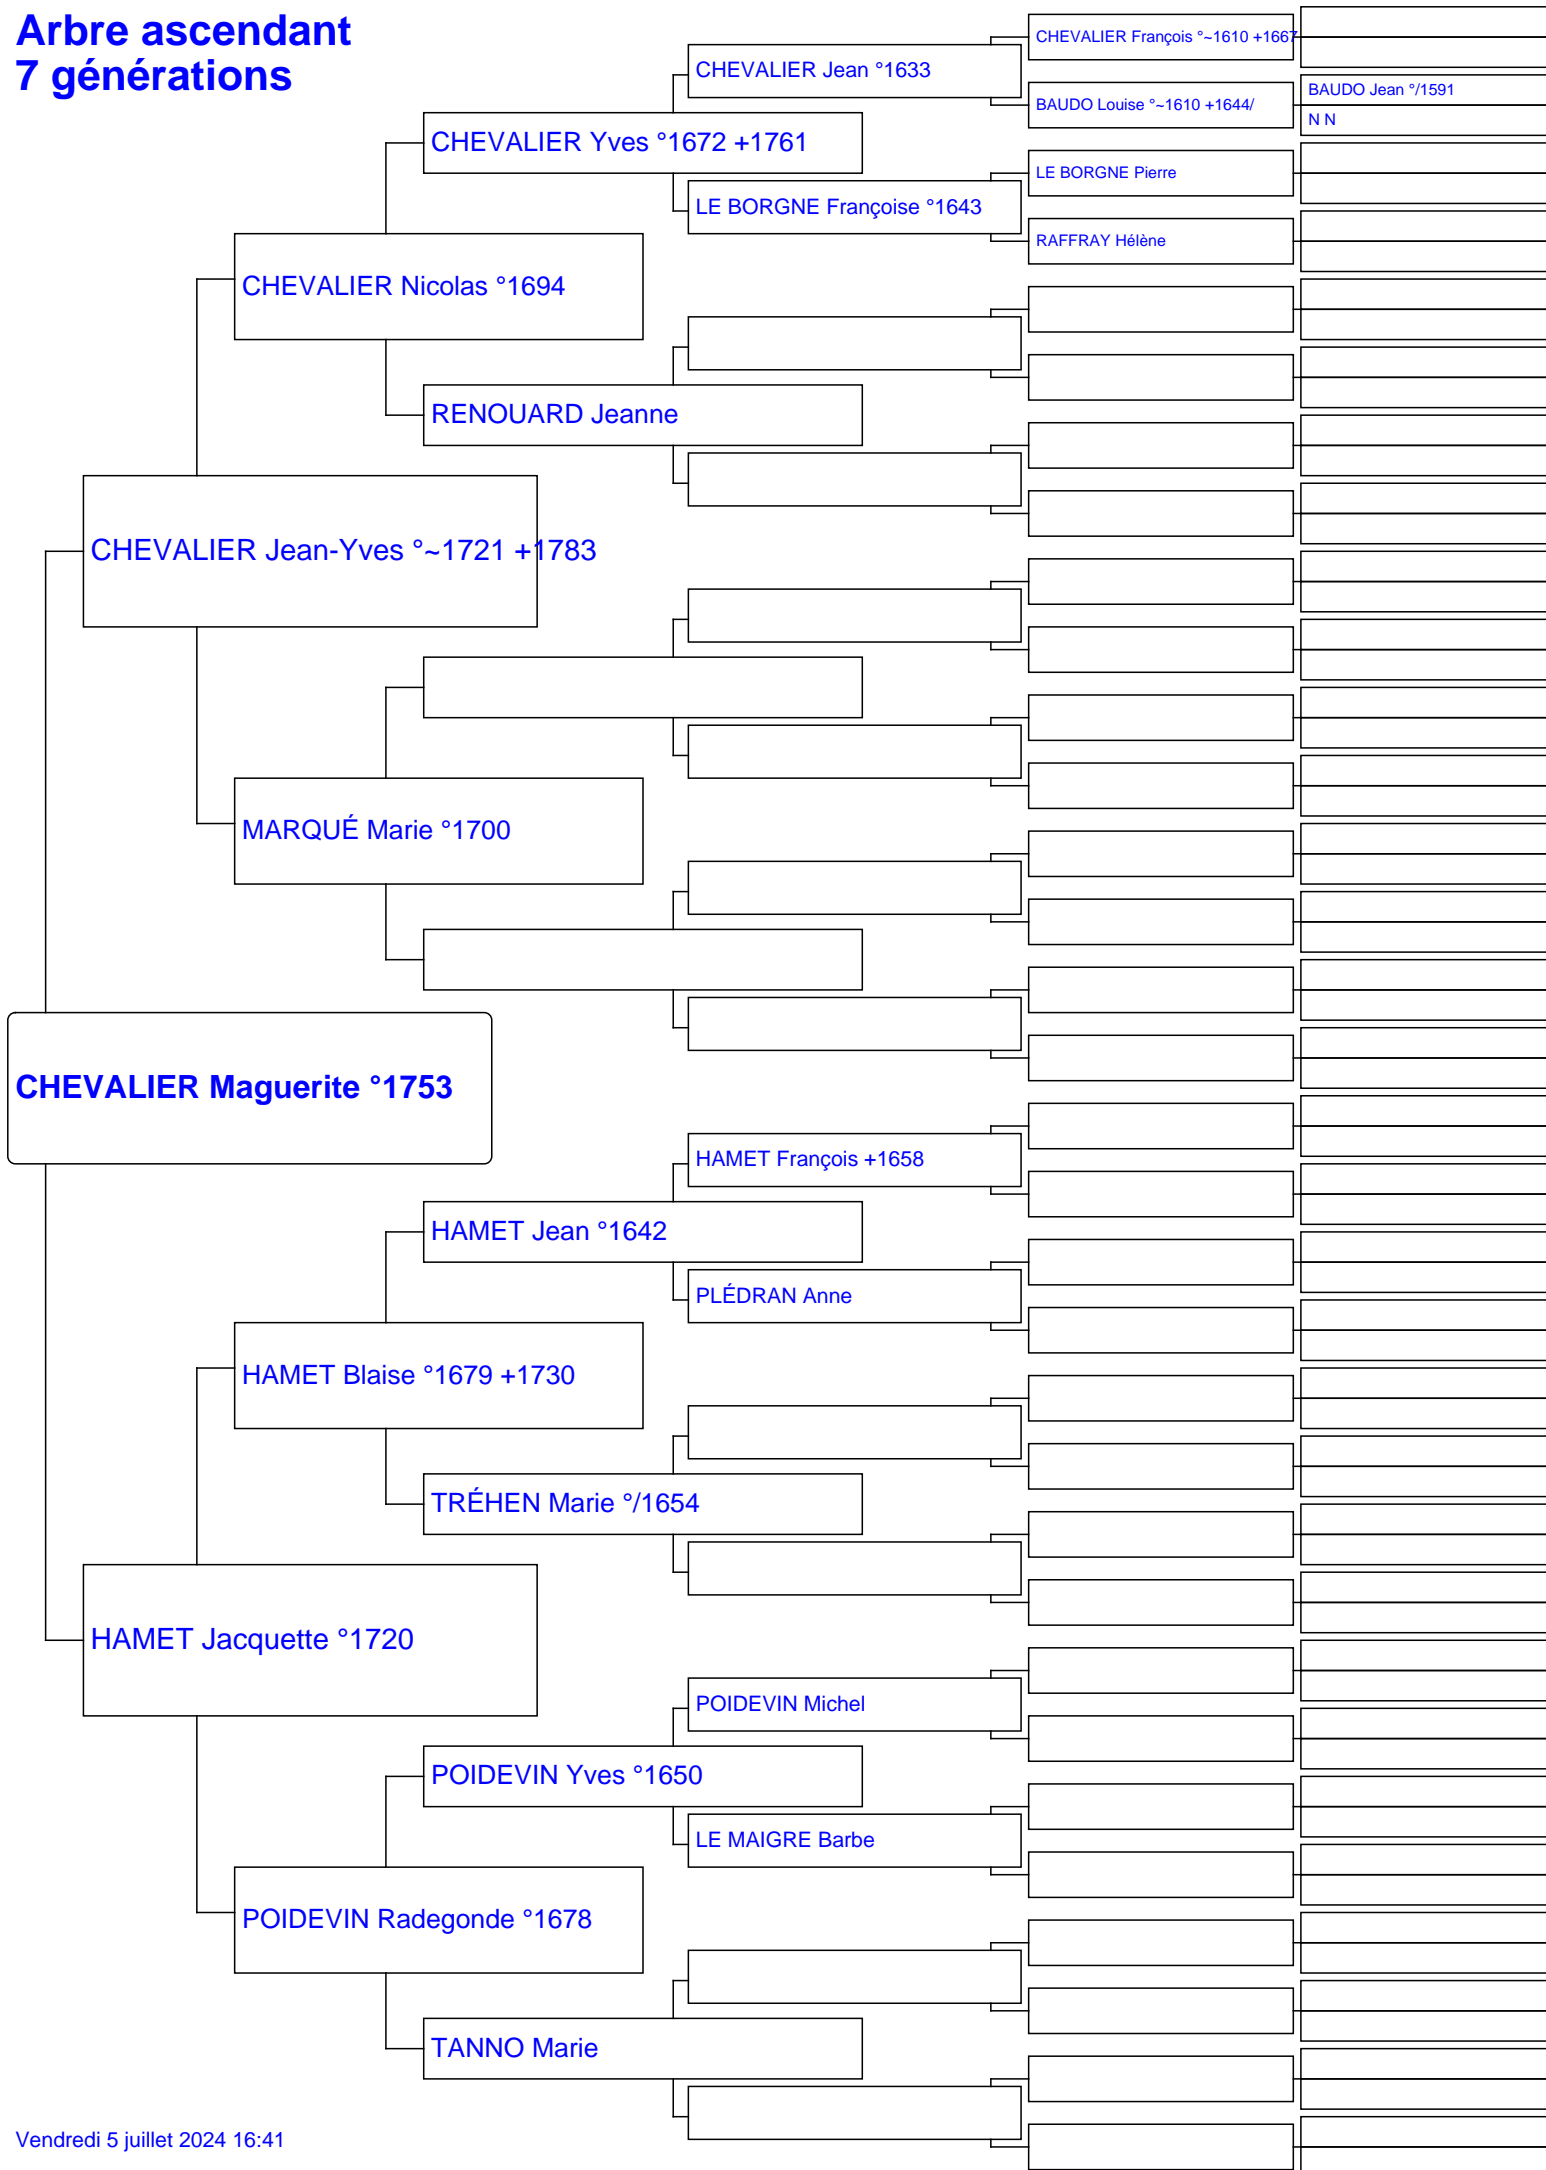 Arbre ascendant
7 générations
CHEVALIER François °~1610 +1667
CHEVALIER Jean °1633
BAUDO Jean °/1591
BAUDO Louise °~1610 +1644/
N N
CHEVALIER Yves °1672 +1761
LE BORGNE Pierre
LE BORGNE Françoise °1643
RAFFRAY Hélène
CHEVALIER Nicolas °1694
RENOUARD Jeanne
CHEVALIER Jean-Yves °~1721 +1783
MARQUÉ Marie °1700
CHEVALIER Maguerite °1753
HAMET François +1658
HAMET Jean °1642
PLÉDRAN Anne
HAMET Blaise °1679 +1730
TRÉHEN Marie °/1654
HAMET Jacquette °1720
POIDEVIN Michel
POIDEVIN Yves °1650
LE MAIGRE Barbe
POIDEVIN Radegonde °1678
TANNO Marie
Vendredi 5 juillet 2024 16:41